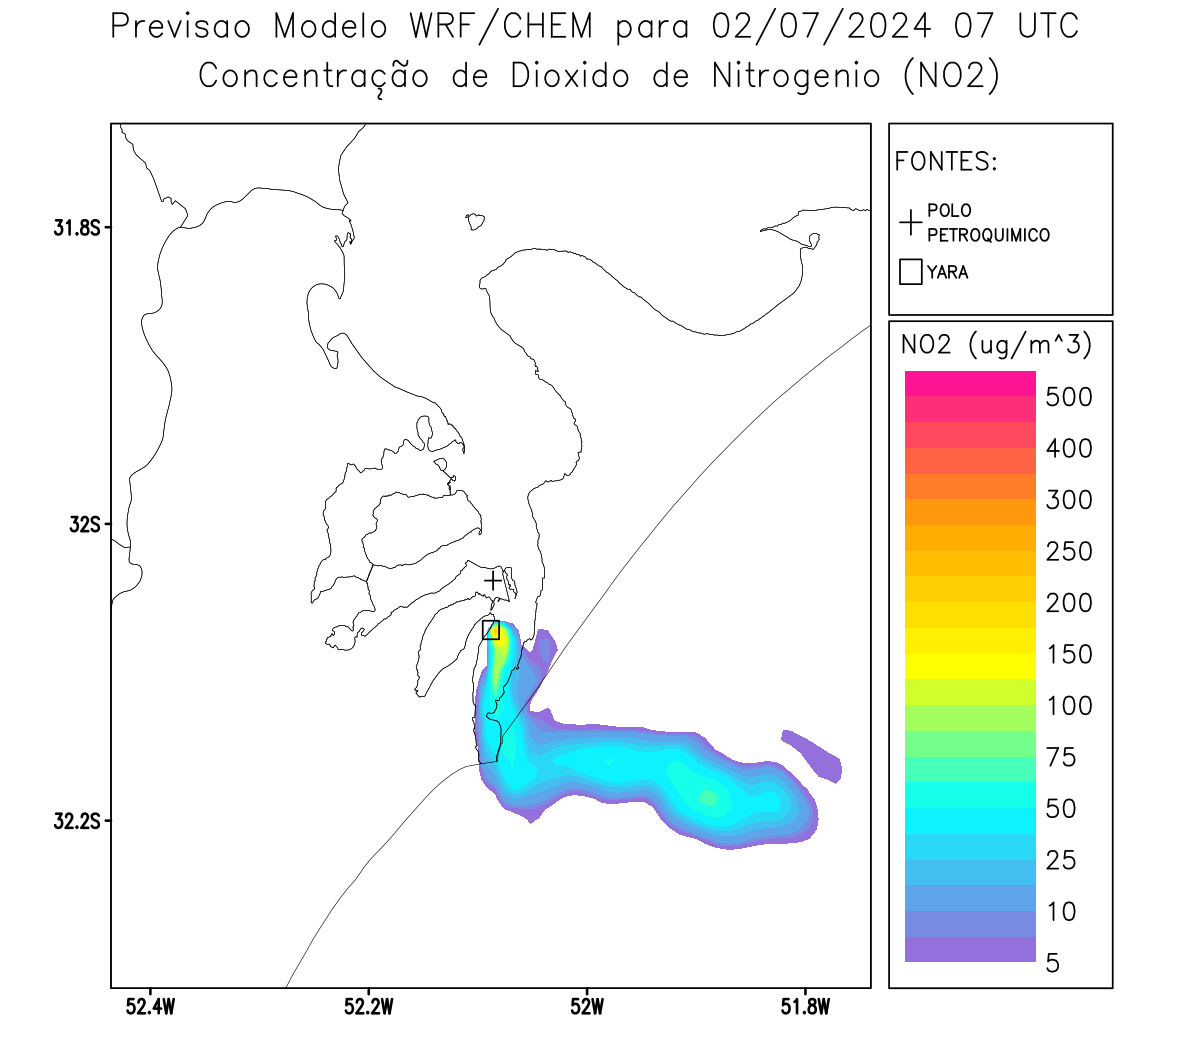 Previsao Modelo WRF/CHEM para 02/07/2024 07 UTC
Concentração de Dioxido de Nitrogenio (NO2)
FONTES:
POLO
PETROQUIMICO
YARA
NO2 (ug/m^3)
500
400
300
250
200
150
100
75
50
25
10
5
31.8S
32S
32.2S
52.4W
52.2W
52W
51.8W